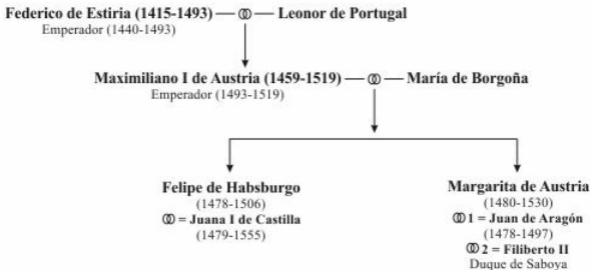 Federico de Estiria (1415-1493) — ⚭ — Leonor de Portugal
Emperador (1440-1493)
Maximiliano I de Austria (1459-1519) — ⚭ — María de Borgoña
Emperador (1493-1519)
Felipe de Habsburgo
(1478-1506)
⚭ = Juana I de Castilla
(1479-1555)
Margarita de Austria
(1480-1530)
⚭ 1 = Juan de Aragón
(1478-1497)
⚭ 2 = Filiberto II
Duque de Saboya